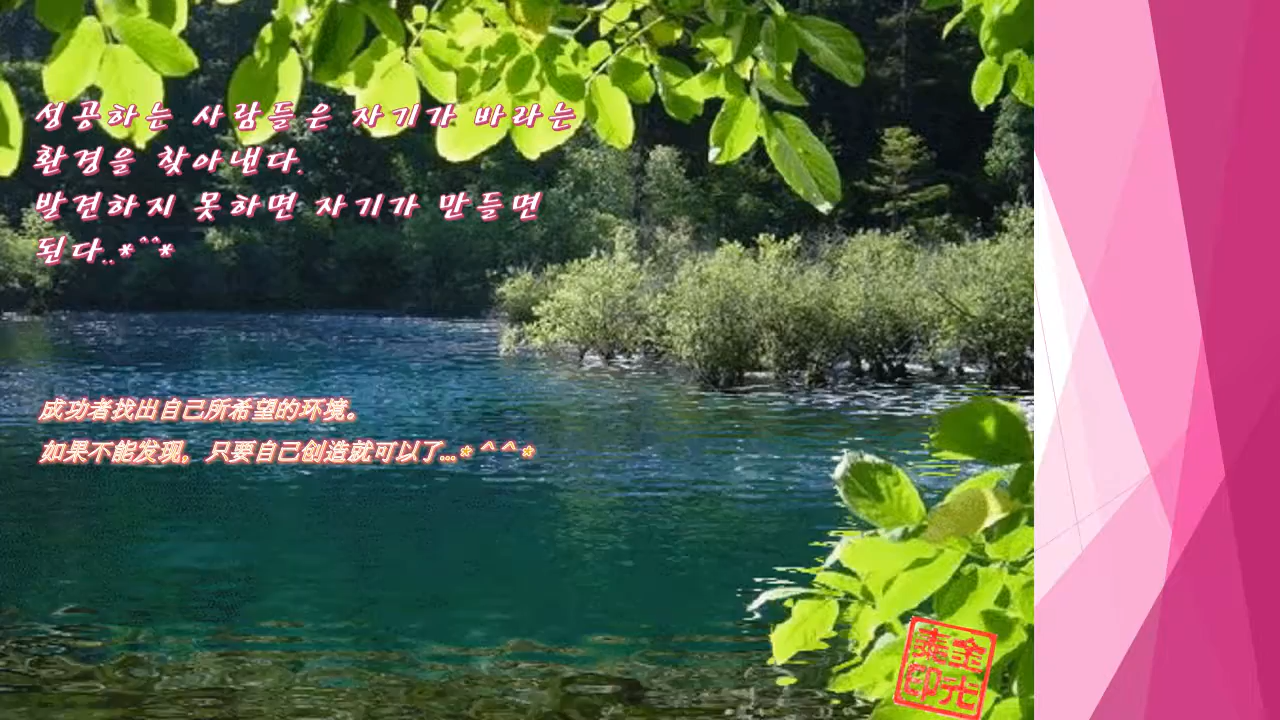 성공하는 사람들은 자기가 바라는
환경을 찾아낸다.
발견하지 못하면 자기가 만들면
된다..*^^*
成功者找出自己所希望的环境。
如果不能发现。只要自己创造就可以了...☆＾＾☆